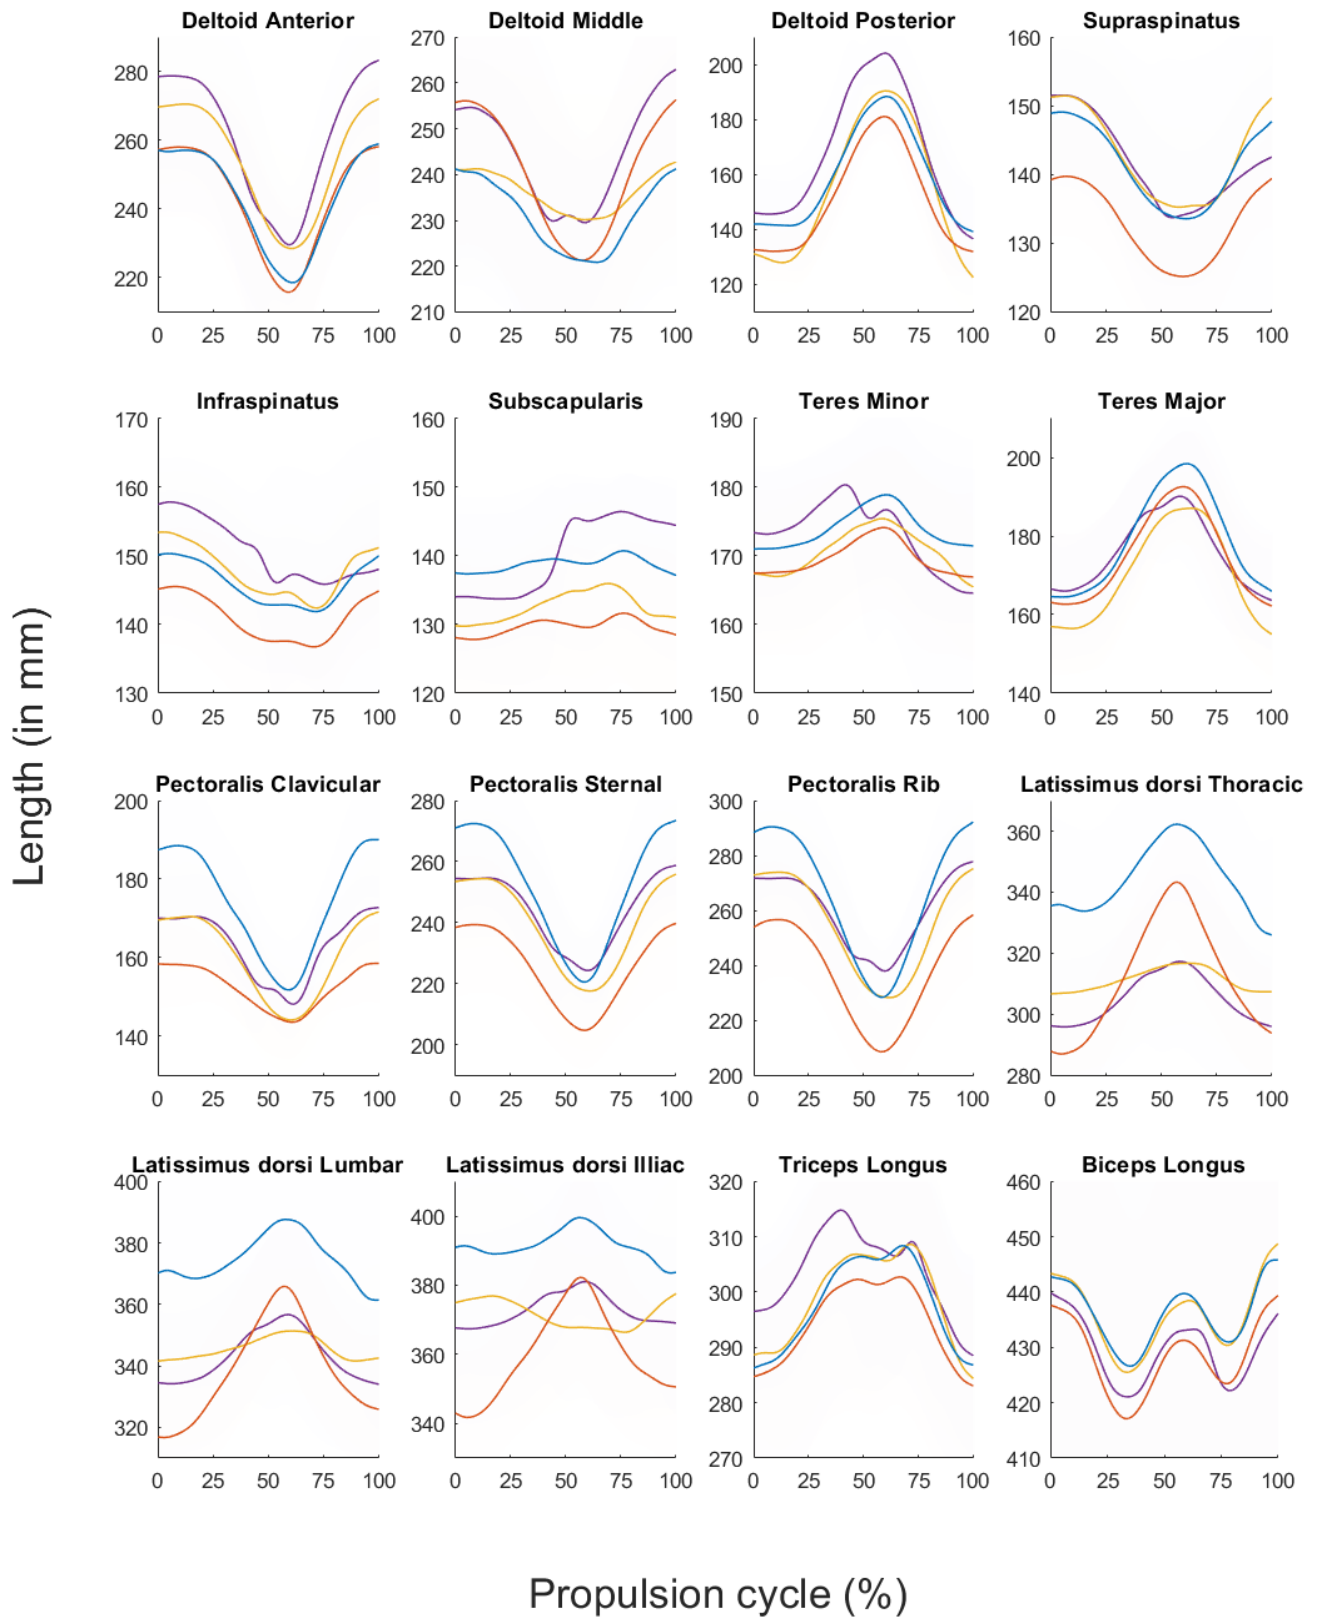 Deltoid Anterior
Deltoid Middle
Deltoid Posterior
Supraspinatus
280
260
240
220
0 25 50 75 100
270
260
250
240
230
220
210
0 25 50 75 100
200
180
160
140
120
0 25 50 75 100
160
150
140
130
120
0 25 50 75 100
Infraspinatus
Subscapularis
Teres Minor
Teres Major
170
160
150
140
130
0 25 50 75 100
160
150
140
130
120
0 25 50 75 100
190
180
170
160
150
0 25 50 75 100
200
180
160
140
0 25 50 75 100
Length (in mm)
Pectoralis Clavicular
Pectoralis Sternal
Pectoralis Rib
Latissimus dorsi Thoracic
200
180
160
140
0 25 50 75 100
280
260
240
220
200
0 25 50 75 100
300
280
260
240
220
200
0 25 50 75 100
360
340
320
300
280
0 25 50 75 100
Latissimus dorsi Lumbar
Latissimus dorsi Illiac
Triceps Longus
Biceps Longus
400
380
360
340
320
0 25 50 75 100
400
380
360
340
0 25 50 75 100
320
310
300
290
280
270
0 25 50 75 100
460
450
440
430
420
410
0 25 50 75 100
Propulsion cycle (%)